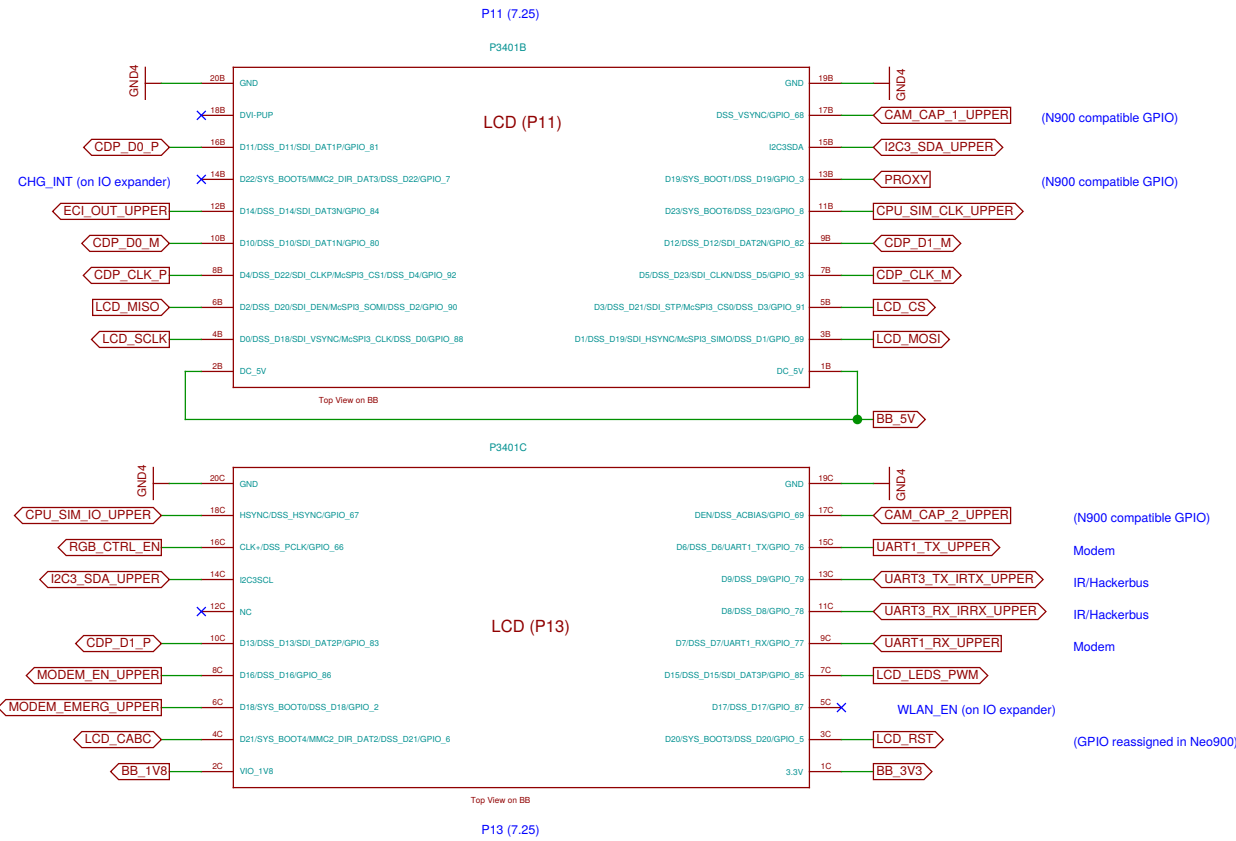 P11 (7.25)
P3401B
GND4 20B GND GND 19B GND4
LCD (P11)
18B DVI-PUP DSS_VSYNC/GPIO_68 17B CAM_CAP_1_UPPER (N900 compatible GPIO)
CDP_D0_P 16B D11/DSS_D11/SDI_DAT1P/GPIO_81 I2C3SDA 15B I2C3_SDA_UPPER
CHG_INT (on IO expander) 14B D22/SYS_BOOT5/MMC2_DIR_DAT3/DSS_D22/GPIO_7 D19/SYS_BOOT1/DSS_D19/GPIO_3 13B PROXY (N900 compatible GPIO)
ECI_OUT_UPPER 12B D14/DSS_D14/SDI_DAT3N/GPIO_84 D23/SYS_BOOT6/DSS_D23/GPIO_8 11B CPU_SIM_CLK_UPPER
CDP_D0_M 10B D10/DSS_D10/SDI_DAT1N/GPIO_80 D12/DSS_D12/SDI_DAT2N/GPIO_82 9B CDP_D1_M
CDP_CLK_P 8B D4/DSS_D22/SDI_CLKP/McSPI3_CS1/DSS_D4/GPIO_92 D5/DSS_D23/SDI_CLKN/DSS_D5/GPIO_93 7B CDP_CLK_M
LCD_MISO 6B D2/DSS_D20/SDI_DEN/McSPI3_SOMI/DSS_D2/GPIO_90 D3/DSS_D21/SDI_STP/McSPI3_CS0/DSS_D3/GPIO_91 5B LCD_CS
LCD_SCLK 4B D0/DSS_D18/SDI_VSYNC/McSPI3_CLK/DSS_D0/GPIO_88 D1/DSS_D19/SDI_HSYNC/McSPI3_SIMO/DSS_D1/GPIO_89 3B LCD_MOSI
2B DC_5V DC_5V 1B
Top View on BB
BB_5V
P3401C
GND4 20C GND GND 19C GND4
CPU_SIM_IO_UPPER 18C HSYNC/DSS_HSYNC/GPIO_67 DEN/DSS_ACBIAS/GPIO_69 17C CAM_CAP_2_UPPER (N900 compatible GPIO)
RGB_CTRL_EN 16C CLK+/DSS_PCLK/GPIO_66 D6/DSS_D6/UART1_TX/GPIO_76 15C UART1_TX_UPPER Modem
I2C3_SDA_UPPER 14C I2C3SCL D9/DSS_D9/GPIO_79 13C UART3_TX_IRTX_UPPER IR/Hackerbus
12C NC D8/DSS_D8/GPIO_78 11C UART3_RX_IRRX_UPPER IR/Hackerbus
LCD (P13)
CDP_D1_P 10C D13/DSS_D13/SDI_DAT2P/GPIO_83 D7/DSS_D7/UART1_RX/GPIO_77 9C UART1_RX_UPPER Modem
MODEM_EN_UPPER 8C D16/DSS_D16/GPIO_86 D15/DSS_D15/SDI_DAT3P/GPIO_85 7C LCD_LEDS_PWM
MODEM_EMERG_UPPER 6C D18/SYS_BOOT0/DSS_D18/GPIO_2 D17/DSS_D17/GPIO_87 5C WLAN_EN (on IO expander)
LCD_CABC 4C D21/SYS_BOOT4/MMC2_DIR_DAT2/DSS_D21/GPIO_6 D20/SYS_BOOT3/DSS_D20/GPIO_5 3C LCD_RST (GPIO reassigned in Neo900)
BB_1V8 2C VIO_1V8 3.3V 1C BB_3V3
Top View on BB
P13 (7.25)